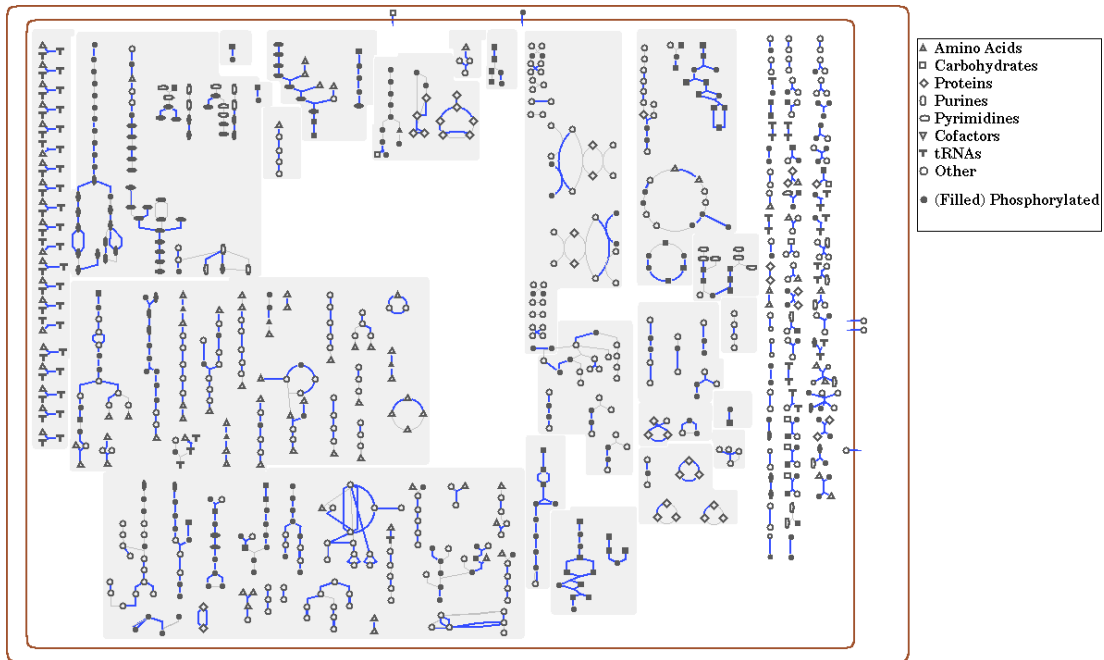 Amino Acids
Carbohydrates
Proteins
Purines
Pyrimidines
Cofactors
tRNAs
Other
(Filled) Phosphorylated